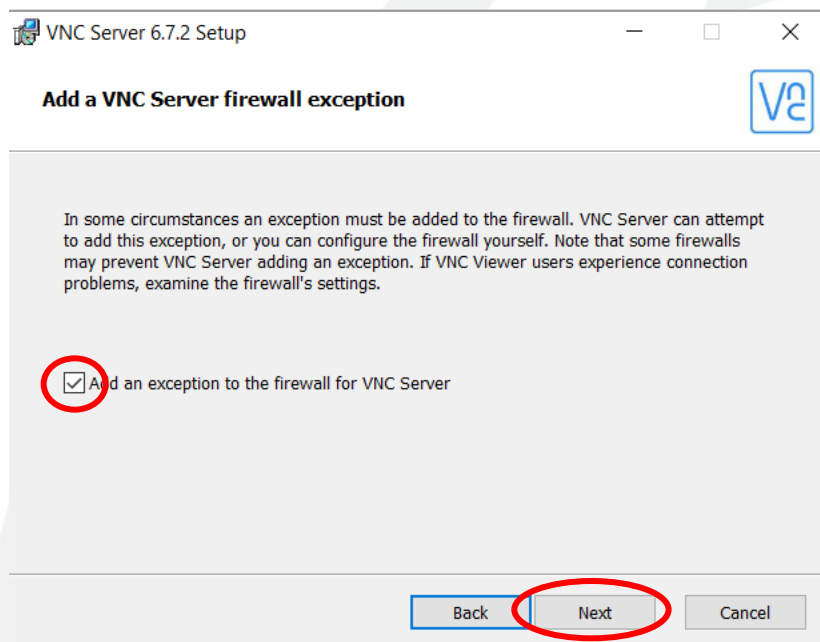 VNC Server 6.7.2 Setup
Add a VNC Server firewall exception
VNC
In some circumstances an exception must be added to the firewall. VNC Server can attempt
to add this exception, or you can configure the firewall yourself. Note that some firewalls
may prevent VNC Server adding an exception. If VNC Viewer users experience connection
problems, examine the firewall's settings.
Add an exception to the firewall for VNC Server
Back Next Cancel